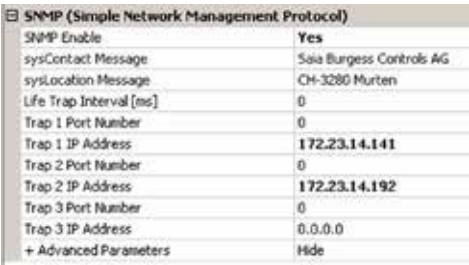 SNMP (Simple Network Management Protocol)
SNMP Enable Yes
sysContact Message Saia Burgess Controls AG
sysLocation Message CH-3280 Murten
Life Trap Interval [ms] 0
Trap 1 Port Number 0
Trap 1 IP Address 172.23.14.141
Trap 2 Port Number 0
Trap 2 IP Address 172.23.14.192
Trap 3 Port Number 0
Trap 3 IP Address 0.0.0.0
+ Advanced Parameters Hide